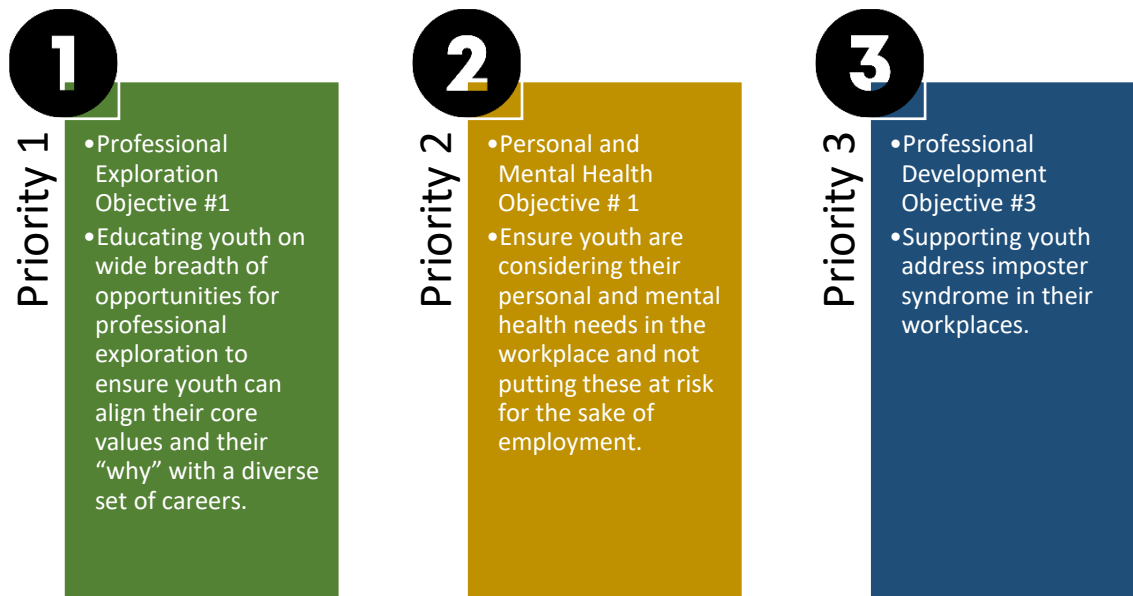 1
Priority 1
•Professional
Exploration
Objective #1
•Educating youth on
wide breadth of
opportunities for
professional
exploration to
ensure youth can
align their core
values and their
“why” with a diverse
set of careers.
2
Priority 2
•Personal and
Mental Health
Objective # 1
•Ensure youth are
considering their
personal and mental
health needs in the
workplace and not
putting these at risk
for the sake of
employment.
3
Priority 3
•Professional
Development
Objective #3
•Supporting youth
address imposter
syndrome in their
workplaces.